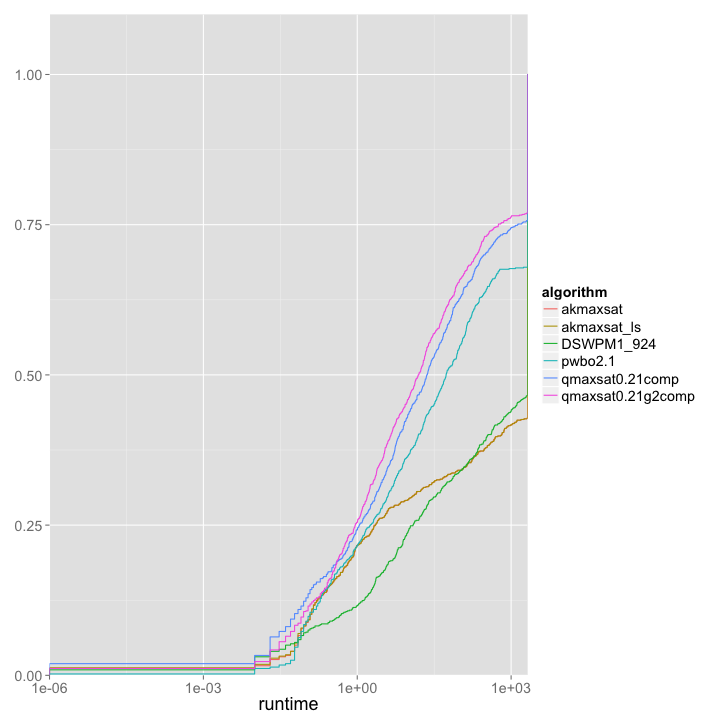 1.00
0.75
0.50
0.25
0.00
1e-06
1e-03
1e+00
1e+03
runtime
algorithm
akmaxsat
akmaxsat_ls
DSWPM1_924
pwbo2.1
qmaxsat0.21comp
qmaxsat0.21g2comp